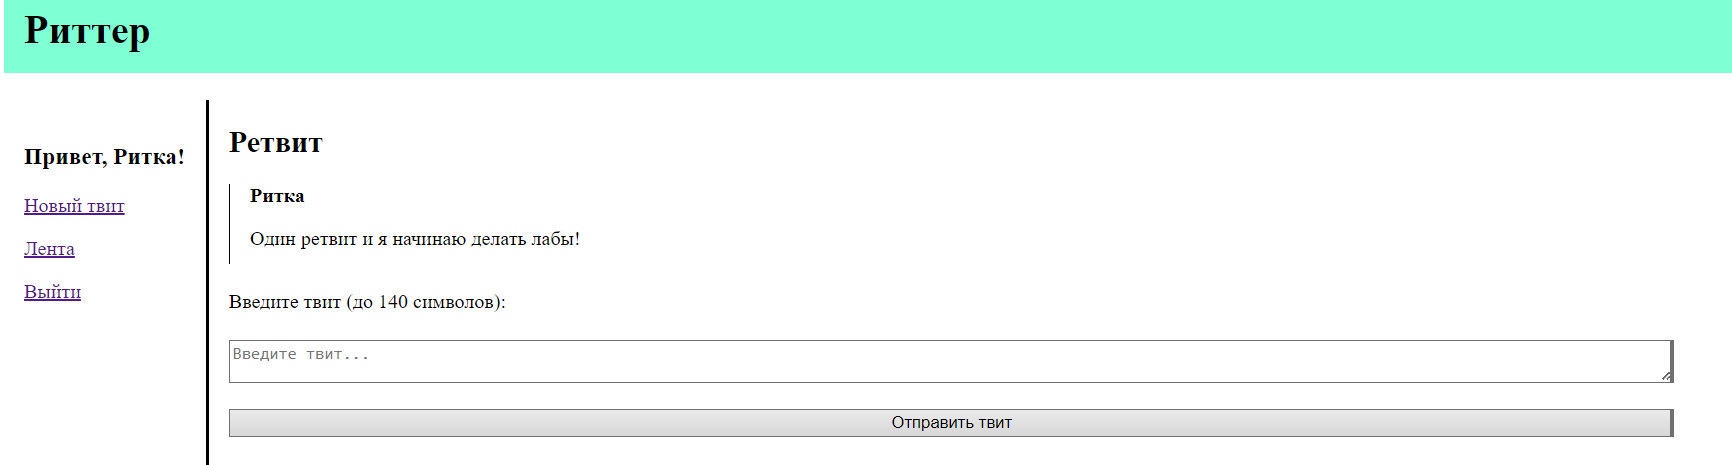 Риттер
Привет, Ритка!
Новый твит
Лента
Выйти
Ретвит
Ритка
Один ретвит и я начинаю делать лабы!
Введите твит (до 140 символов):
Введите твит...
Отправить твит